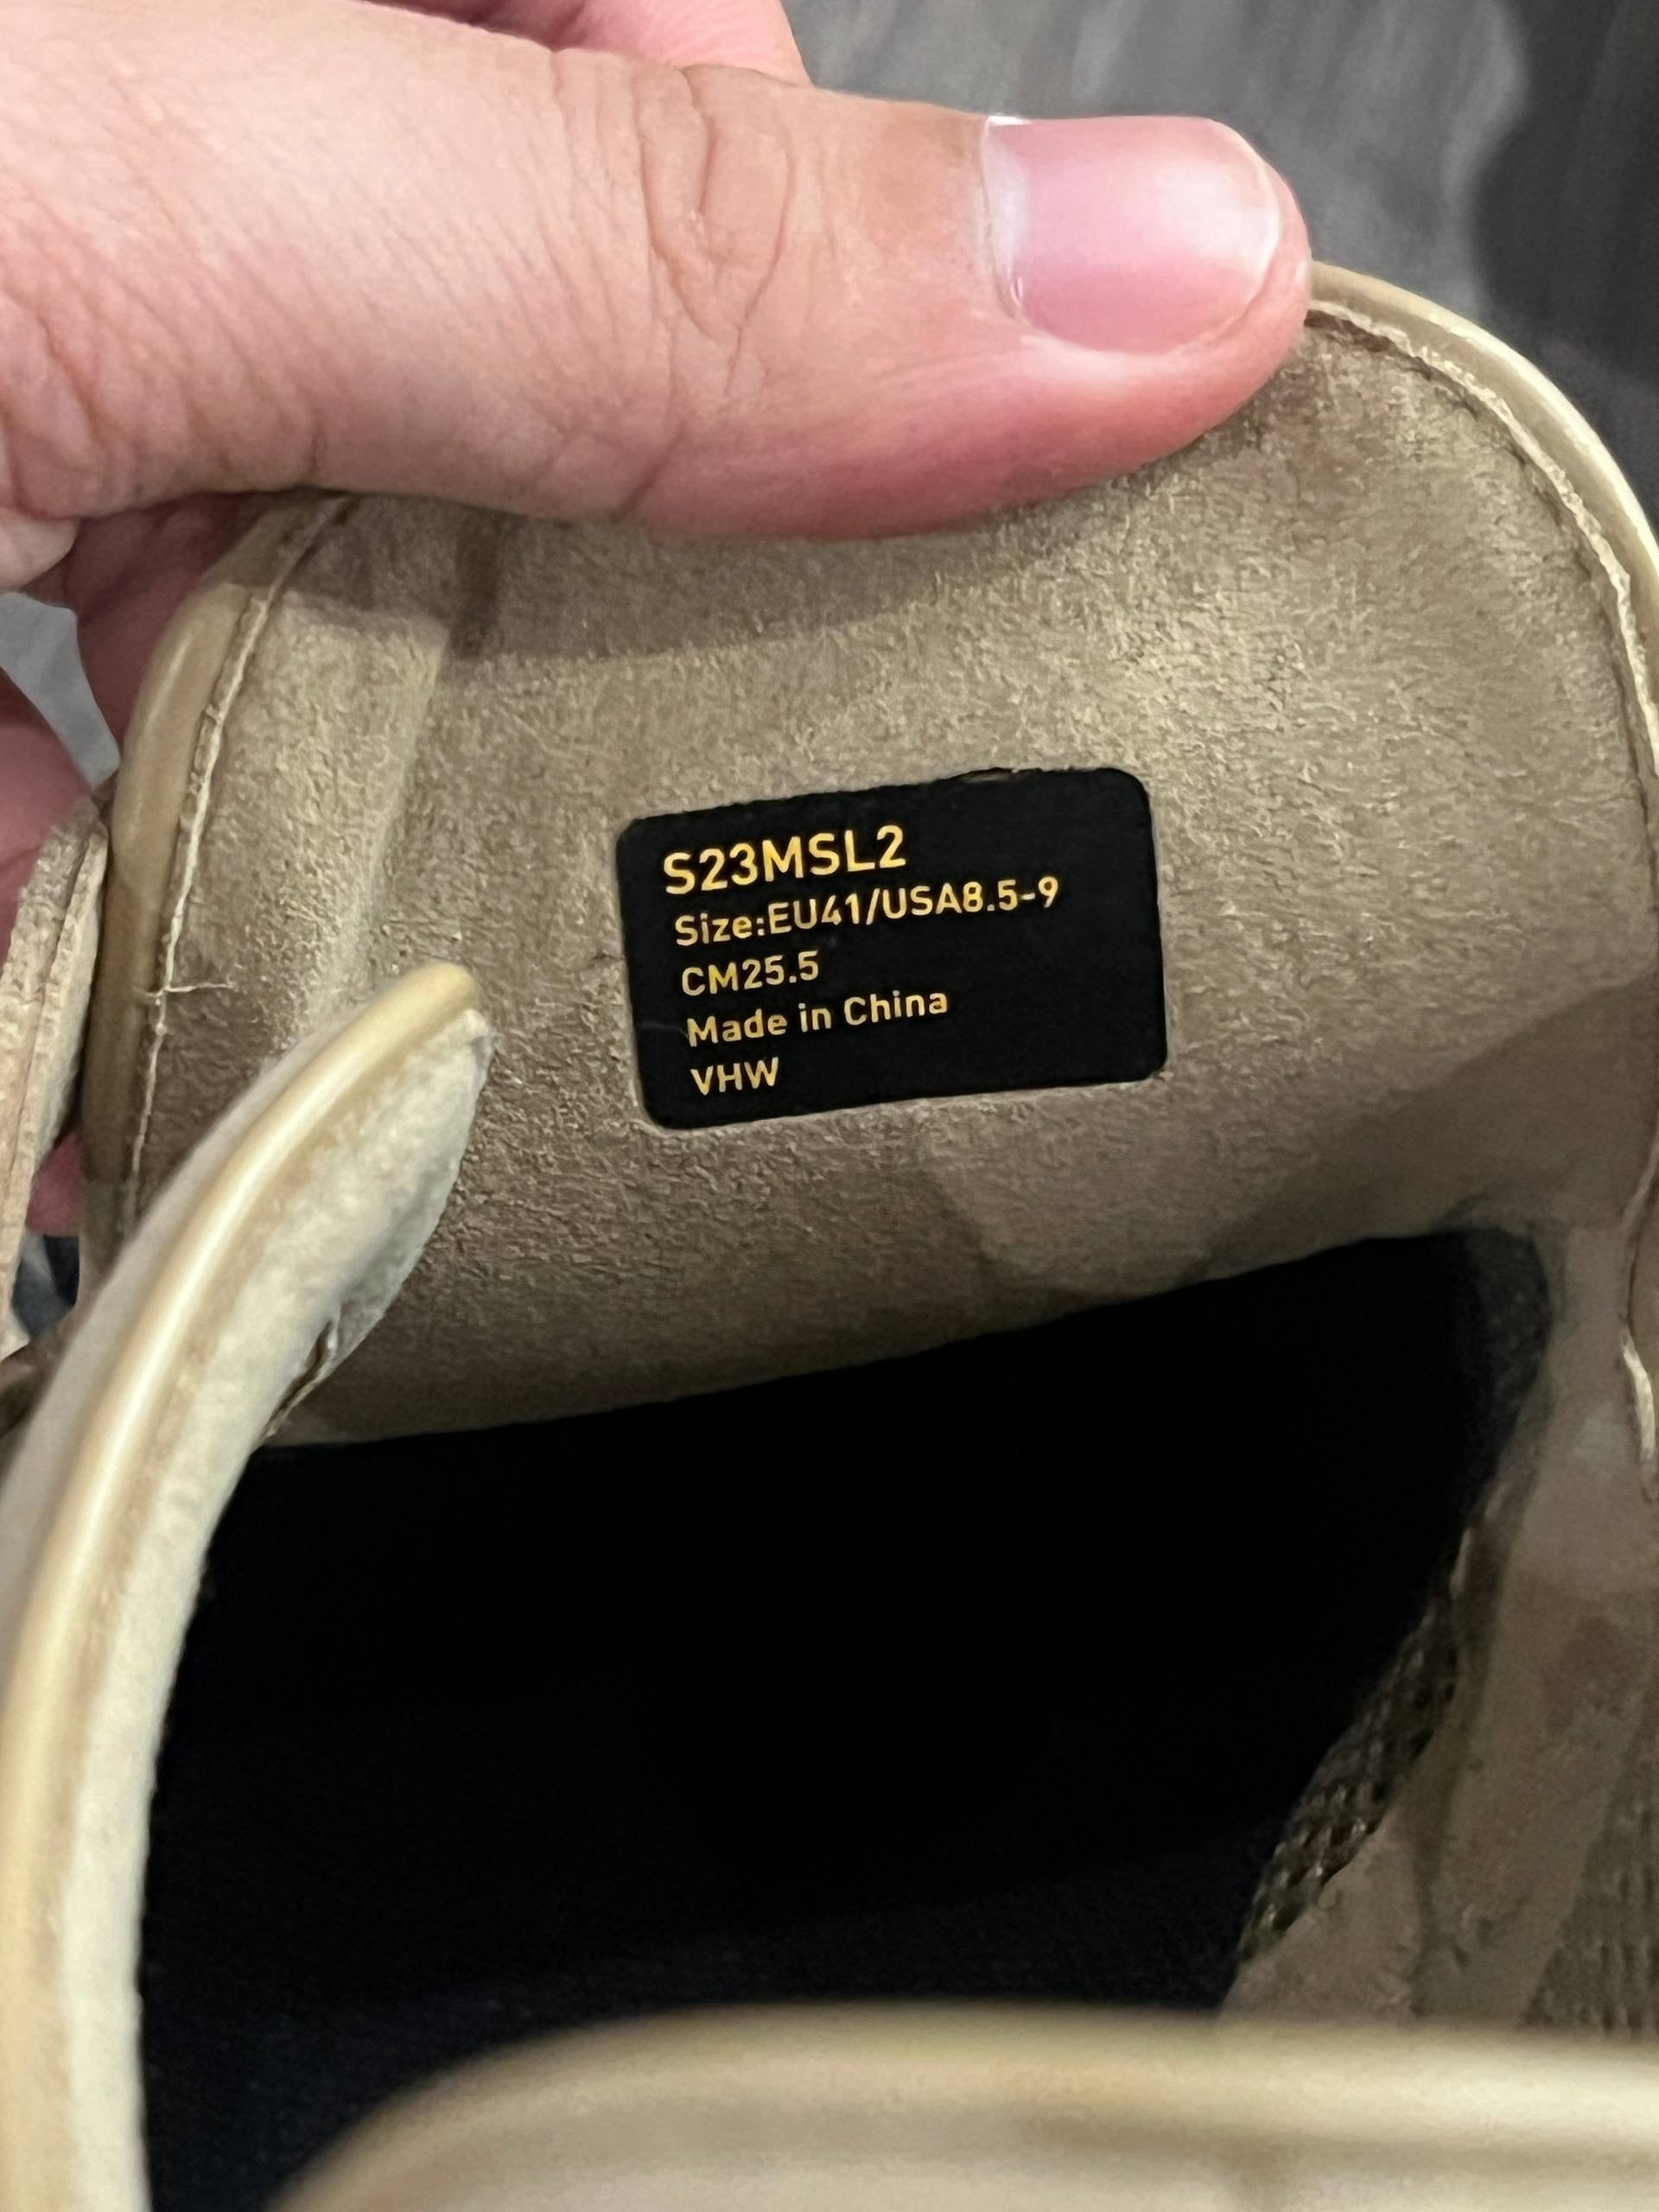 S23MSL2
Size:EU41/USA8.5-9
CM25.5
Made in China
VHW